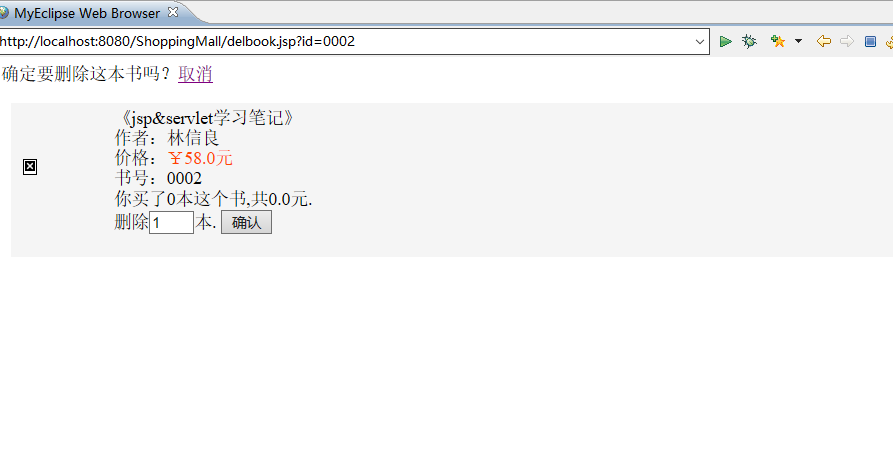 MyEclipse Web Browser
http://localhost:8080/ShoppingMall/delbook.jsp?id=0002
确定要删除这本书吗？取消
《jsp&servlet学习笔记》
作者：林信良
价格：￥58.0元
书号：0002
你买了0本这个书,共0.0元.
删除1本. 确认